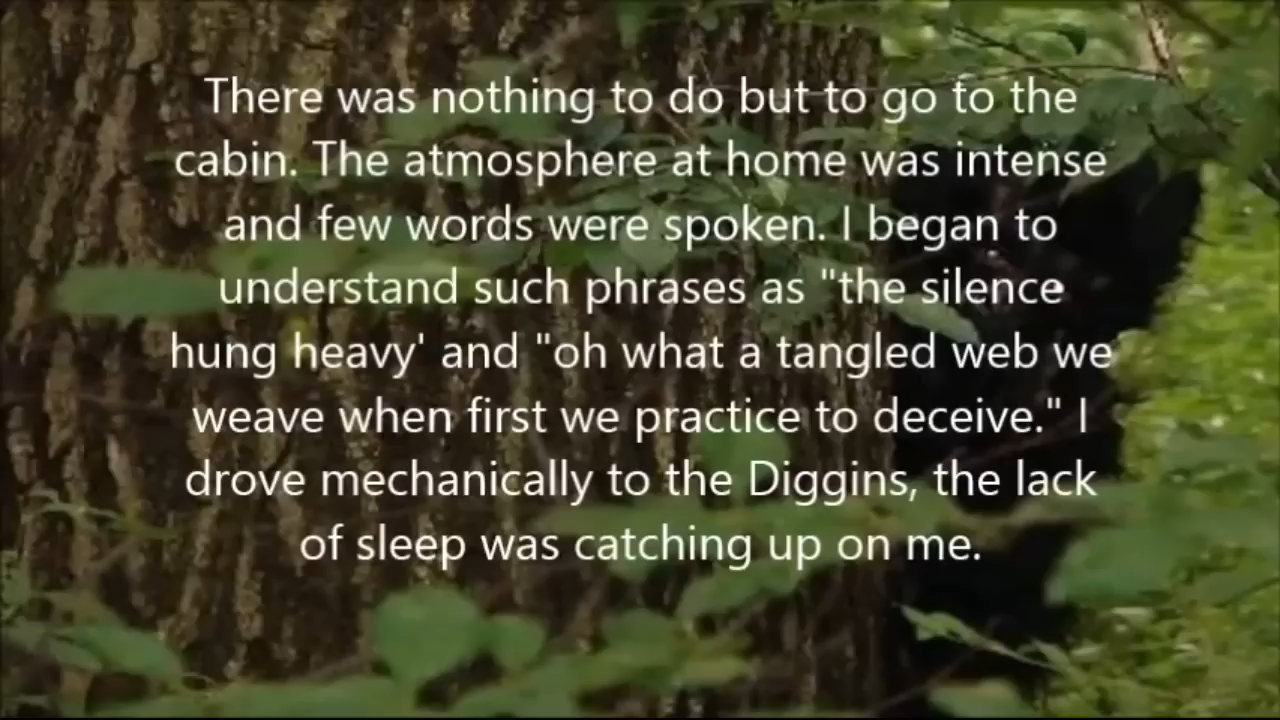 There was nothing to do but to go to the
cabin. The atmosphere at home was intense
and few words were spoken. I began to
understand such phrases as "the silence
hung heavy' and "oh what a tangled web we
weave when first we practice to deceive." I
drove mechanically to the Diggins, the lack
of sleep was catching up on me.